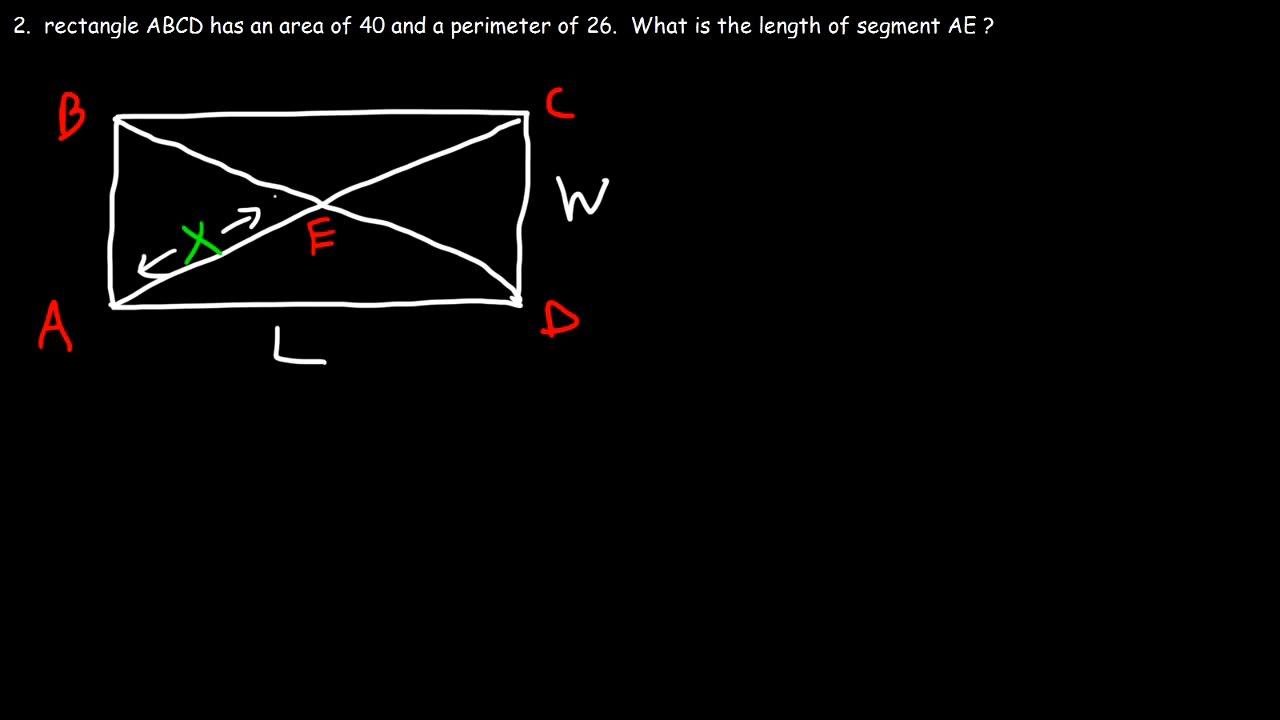 2. rectangle ABCD has an area of 40 and a perimeter of 26. What is the length of segment AE ?
B
C
W
X
E
A
D
L